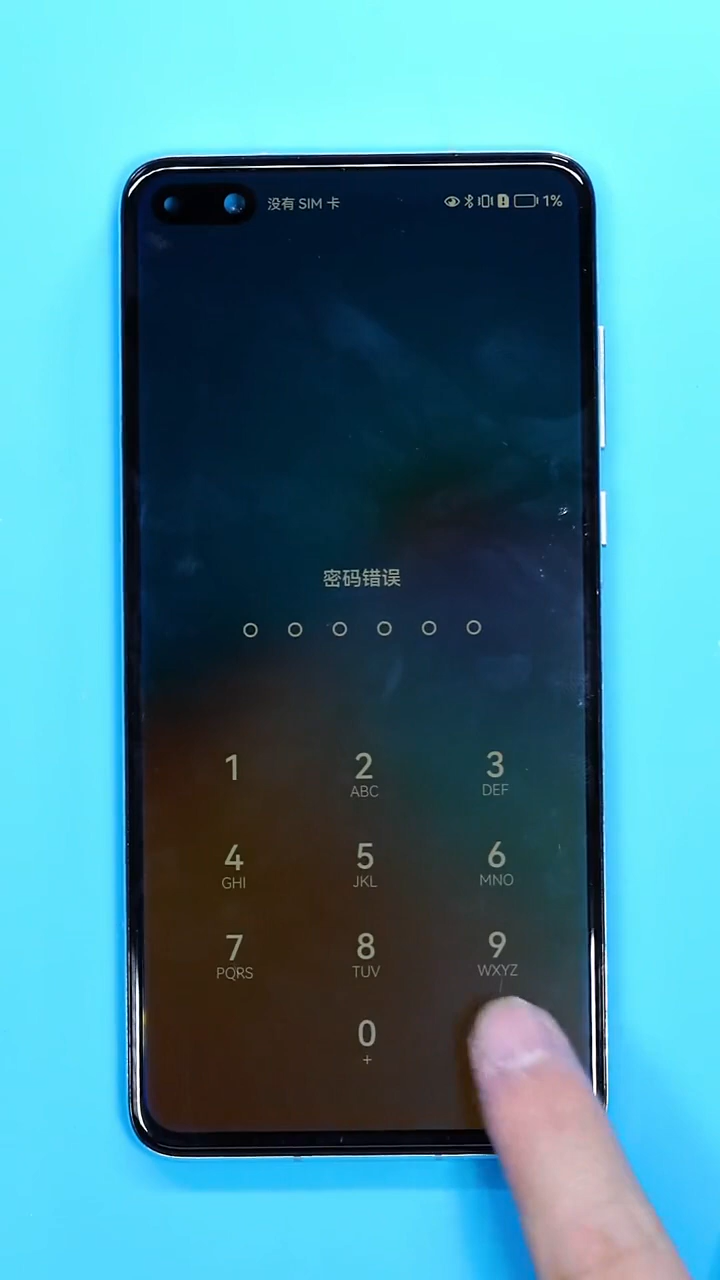 没有 SIM 卡 1%
密码错误
1 2 3
ABC DEF
4 5 6
GHI JKL MNO
7 8 9
PQRS TUV WXYZ
0
+